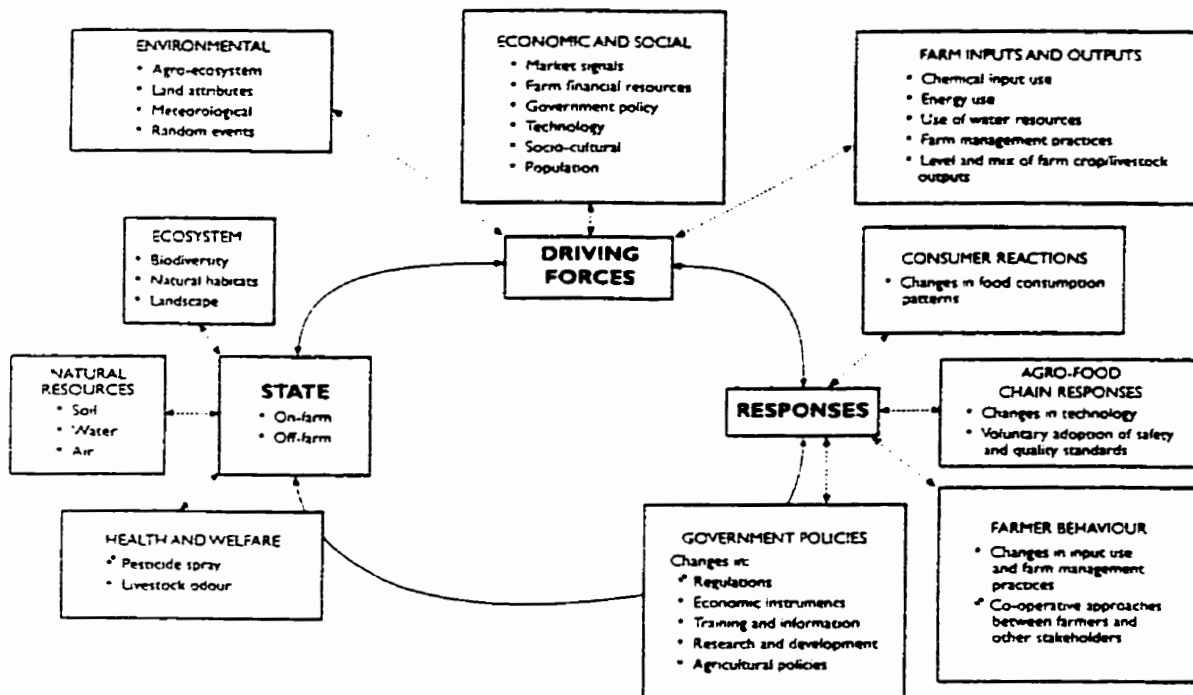 ENVIRONMENTAL
• Agro-ecosystem
• Land attributes
• Meteorological
• Random events
ECONOMIC AND SOCIAL
• Market signals
• Farm financial resources
• Government policy
• Technology
• Socio-cultural
• Population
FARM INPUTS AND OUTPUTS
• Chemical input use
• Energy use
• Use of water resources
• Farm management practices
• Level and mix of farm crop/livestock
outputs
ECOSYSTEM
• Biodiversity
• Natural habitats
• Landscape
DRIVING
FORCES
CONSUMER REACTIONS
• Changes in food consumption
patterns
NATURAL
RESOURCES
• Soil
• Water
• Air
STATE
• On-farm
• Off-farm
RESPONSES
AGRO-FOOD
CHAIN RESPONSES
• Changes in technology
• Voluntary adoption of safety
and quality standards
HEALTH AND WELFARE
• Pesticide spray
• Livestock odour
GOVERNMENT POLICIES
Changes in:
• Regulations
• Economic instruments
• Training and information
• Research and development
• Agricultural policies
FARMER BEHAVIOUR
• Changes in input use
and farm management
practices
• Co-operative approaches
between farmers and
other stakeholders